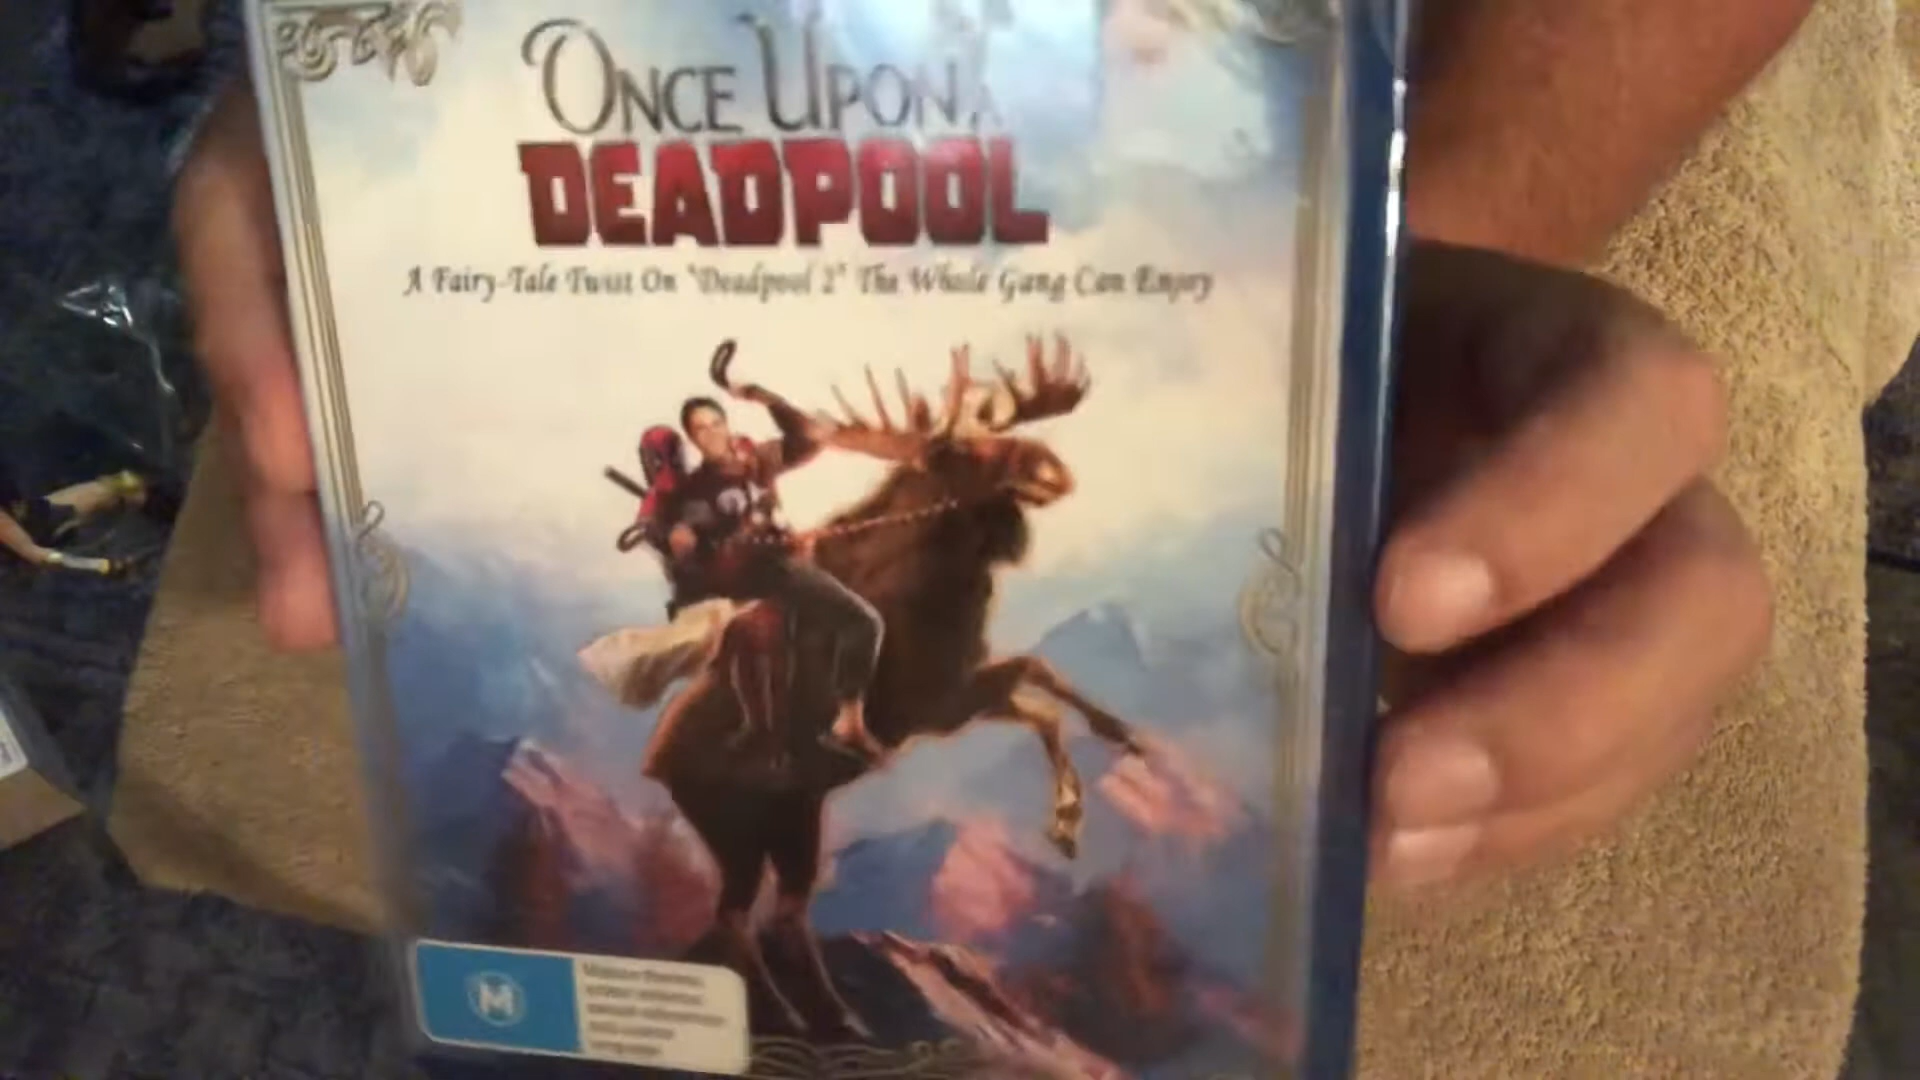 ONCE UPON A
DEADPOOL
A Fairy-Tale Twist On "Deadpool 2" The Whole Gang Can Enjoy
M